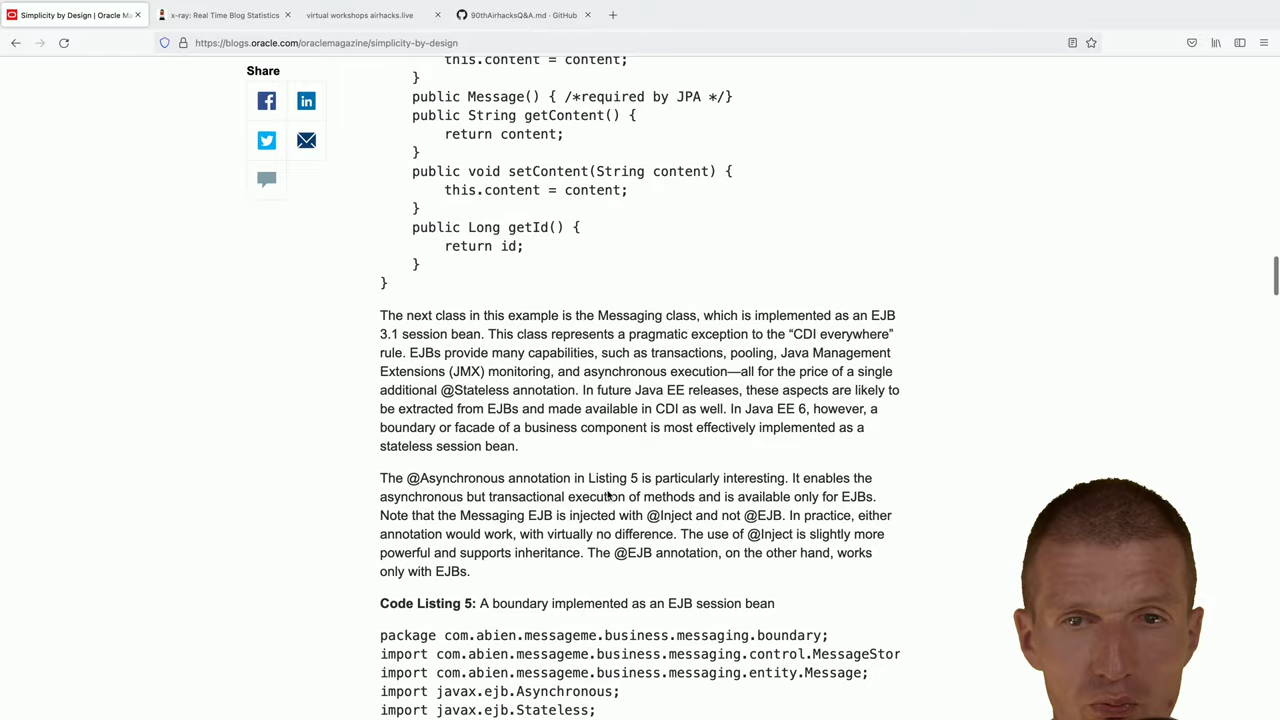 Simplicity by Design | Oracle Ma
x-ray: Real Time Blog Statistics
virtual workshops airhacks.live
90thAirhacksQ&A.md · GitHub
https://blogs.oracle.com/oraclemagazine/simplicity-by-design
Share
this.content = content;
}
public Message() { /*required by JPA */}
public String getContent() {
return content;
}
public void setContent(String content) {
this.content = content;
}
public Long getId() {
return id;
}
}
The next class in this example is the Messaging class, which is implemented as an EJB
3.1 session bean. This class represents a pragmatic exception to the “CDI everywhere”
rule. EJBs provide many capabilities, such as transactions, pooling, Java Management
Extensions (JMX) monitoring, and asynchronous execution—all for the price of a single
additional @Stateless annotation. In future Java EE releases, these aspects are likely to
be extracted from EJBs and made available in CDI as well. In Java EE 6, however, a
boundary or facade of a business component is most effectively implemented as a
stateless session bean.
The @Asynchronous annotation in Listing 5 is particularly interesting. It enables the
asynchronous but transactional execution of methods and is available only for EJBs.
Note that the Messaging EJB is injected with @Inject and not @EJB. In practice, either
annotation would work, with virtually no difference. The use of @Inject is slightly more
powerful and supports inheritance. The @EJB annotation, on the other hand, works
only with EJBs.
Code Listing 5: A boundary implemented as an EJB session bean
package com.abien.messageme.business.messaging.boundary;
import com.abien.messageme.business.messaging.control.MessageStor
import com.abien.messageme.business.messaging.entity.Message;
import javax.ejb.Asynchronous;
import javax.ejb.Stateless;